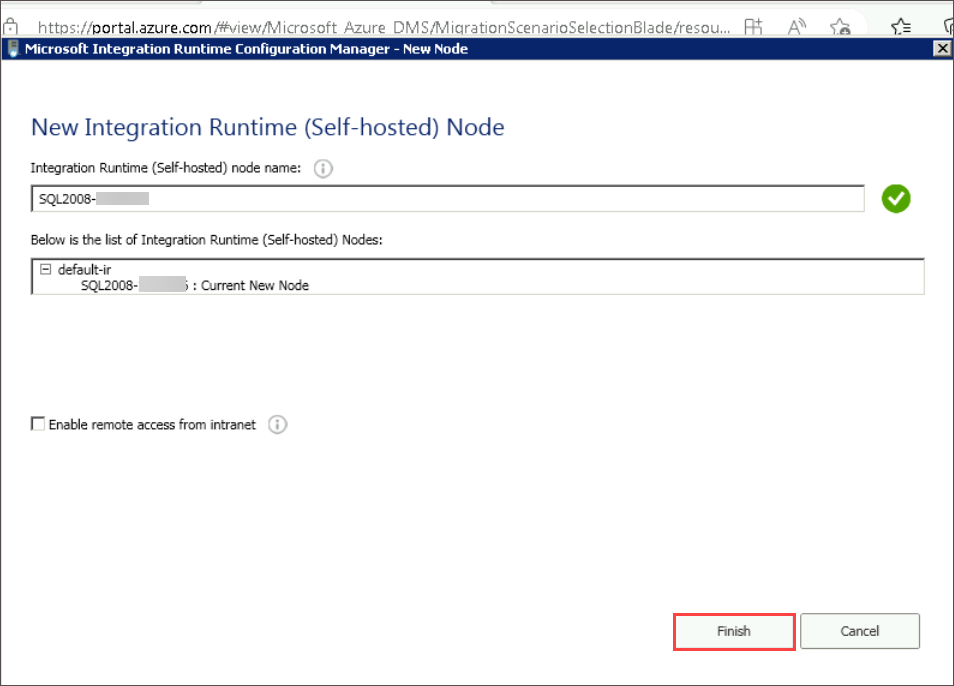 https://portal.azure.com/#view/Microsoft_Azure_DMS/MigrationScenarioSelectionBlade/resou...
Microsoft Integration Runtime Configuration Manager - New Node
New Integration Runtime (Self-hosted) Node
Integration Runtime (Self-hosted) node name:
SQL2008-
Below is the list of Integration Runtime (Self-hosted) Nodes:
default-ir
SQL2008- : Current New Node
Enable remote access from intranet
Finish
Cancel